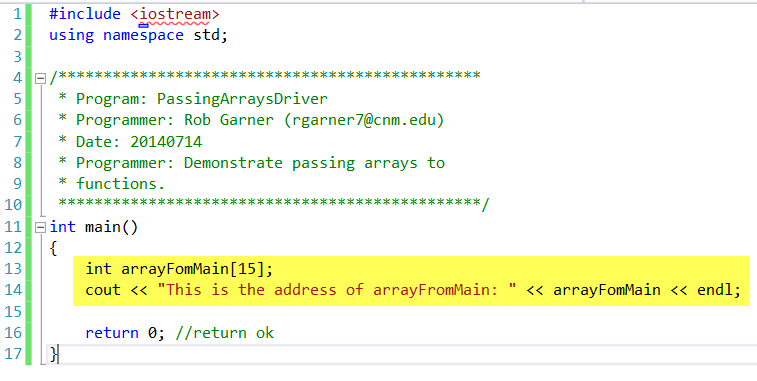 1 #include <iostream>
2 using namespace std;
3
4 /***********************************************
5 * Program: PassingArraysDriver
6 * Programmer: Rob Garner (rgarner7@cnm.edu)
7 * Date: 20140714
8 * Programmer: Demonstrate passing arrays to
9 * functions.
10 ***********************************************/
11 int main()
12 {
13 int arrayFomMain[15];
14 cout << "This is the address of arrayFromMain: " << arrayFomMain << endl;
15
16 return 0; //return ok
17 }